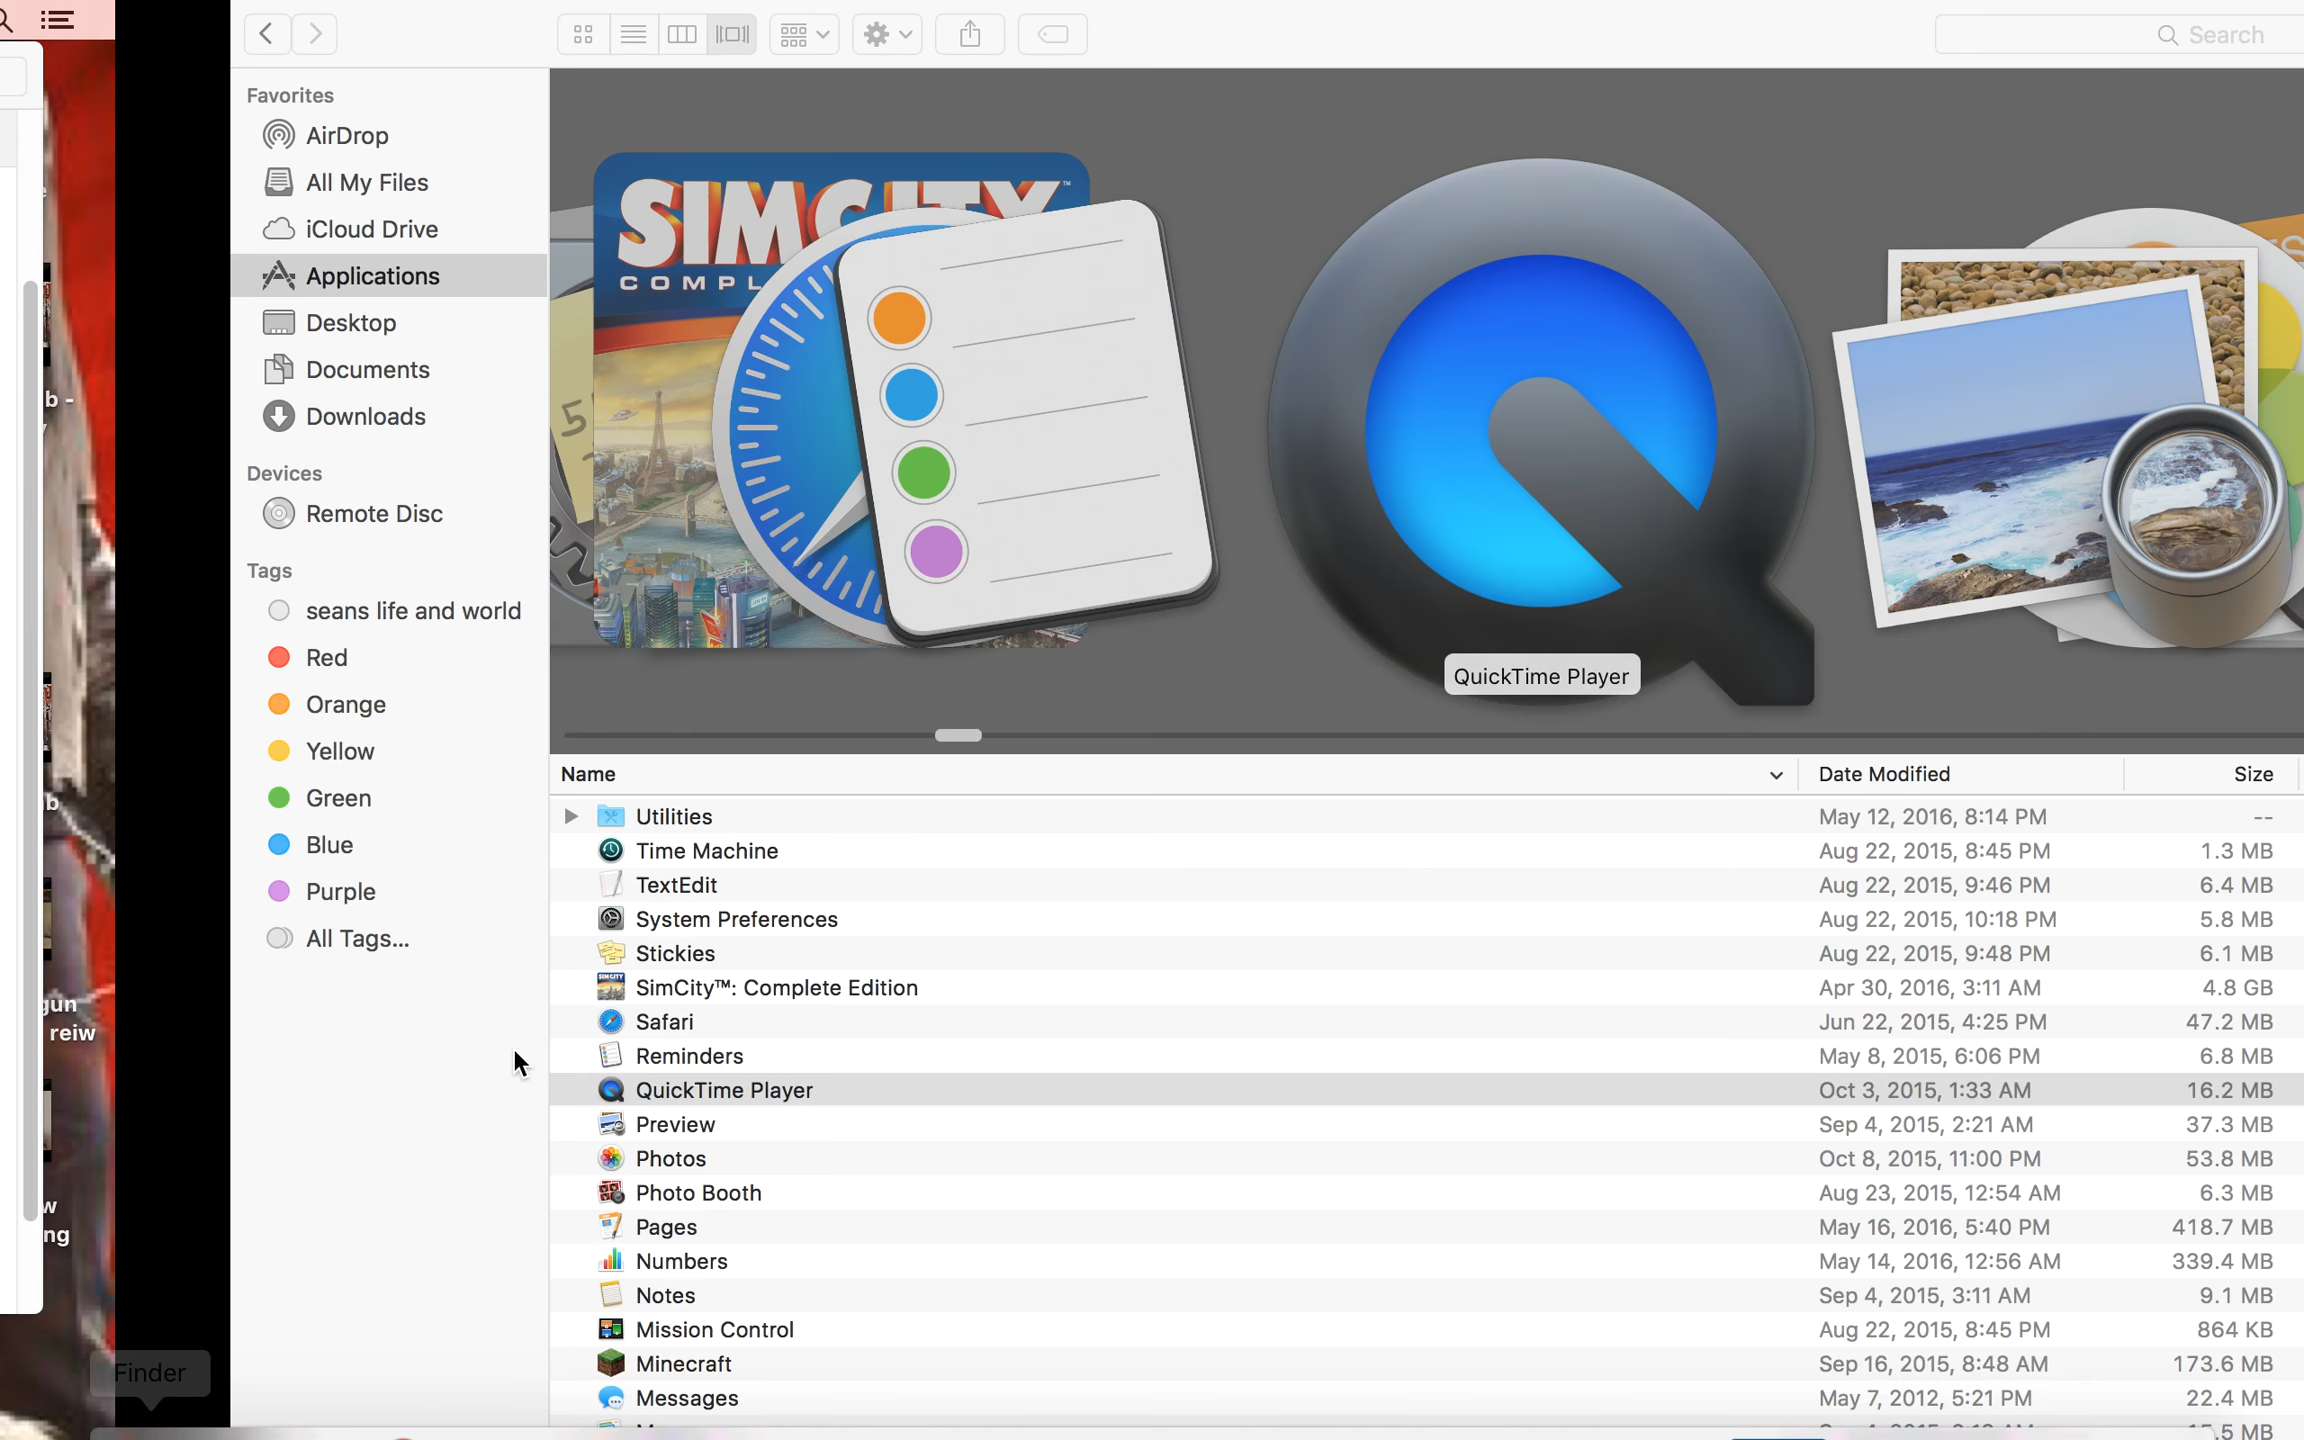 Search
Favorites
AirDrop
All My Files
iCloud Drive
Applications
Desktop
Documents
Downloads
Devices
Remote Disc
Tags
seans life and world
Red
Orange
Yellow
Green
Blue
Purple
All Tags...
b -
b
gun
reiw
w
ng
Finder
SIMCITY™
COMPL
QuickTime Player
Name Date Modified Size
Utilities May 12, 2016, 8:14 PM --
Time Machine Aug 22, 2015, 8:45 PM 1.3 MB
TextEdit Aug 22, 2015, 9:46 PM 6.4 MB
System Preferences Aug 22, 2015, 10:18 PM 5.8 MB
Stickies Aug 22, 2015, 9:48 PM 6.1 MB
SimCity™: Complete Edition Apr 30, 2016, 3:11 AM 4.8 GB
Safari Jun 22, 2015, 4:25 PM 47.2 MB
Reminders May 8, 2015, 6:06 PM 6.8 MB
QuickTime Player Oct 3, 2015, 1:33 AM 16.2 MB
Preview Sep 4, 2015, 2:21 AM 37.3 MB
Photos Oct 8, 2015, 11:00 PM 53.8 MB
Photo Booth Aug 23, 2015, 12:54 AM 6.3 MB
Pages May 16, 2016, 5:40 PM 418.7 MB
Numbers May 14, 2016, 12:56 AM 339.4 MB
Notes Sep 4, 2015, 3:11 AM 9.1 MB
Mission Control Aug 22, 2015, 8:45 PM 864 KB
Minecraft Sep 16, 2015, 8:48 AM 173.6 MB
Messages May 7, 2012, 5:21 PM 22.4 MB